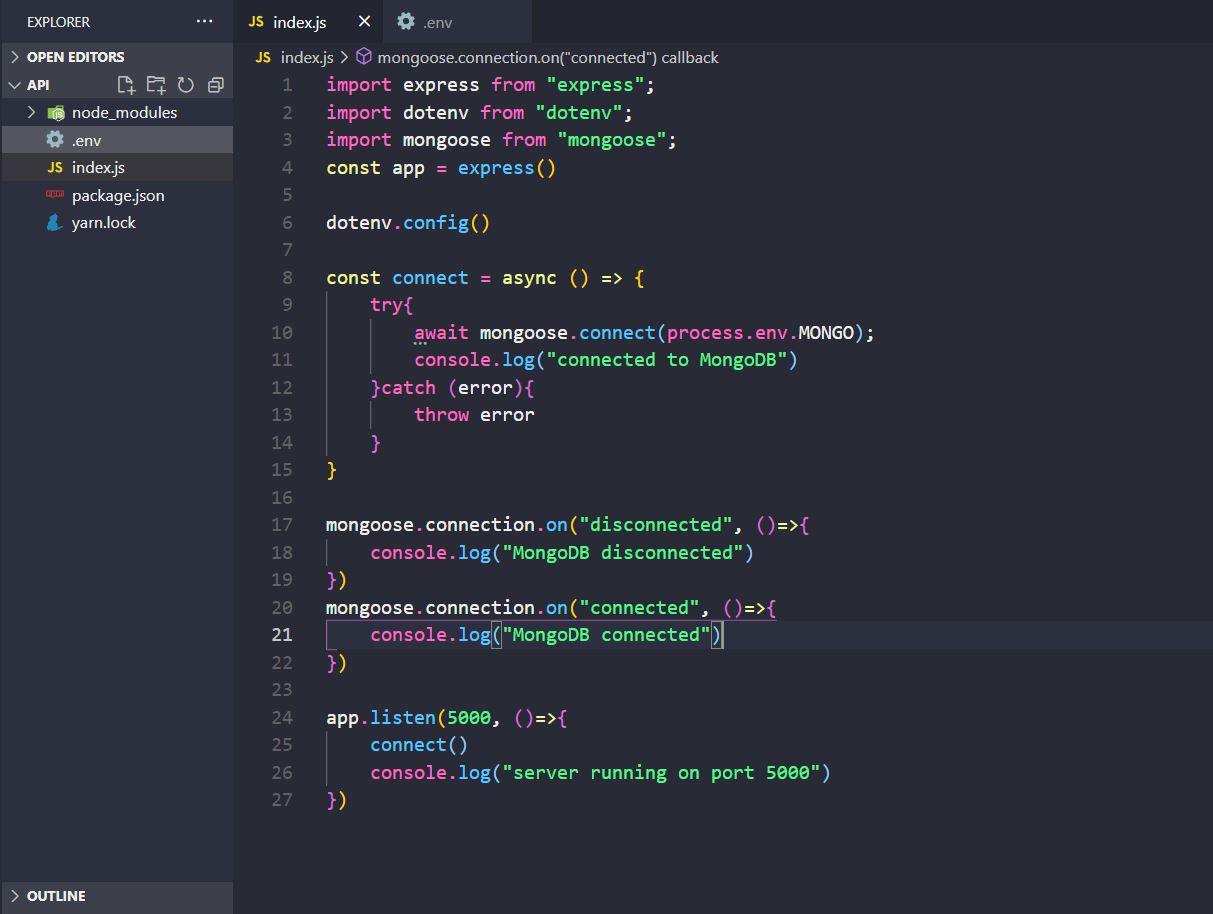 EXPLORER
OPEN EDITORS
API
node_modules
.env
JS index.js
package.json
yarn.lock
OUTLINE
JS index.js
.env
JS index.js > mongoose.connection.on("connected") callback
1 import express from "express";
2 import dotenv from "dotenv";
3 import mongoose from "mongoose";
4 const app = express()
5
6 dotenv.config()
7
8 const connect = async () => {
9     try{
10         await mongoose.connect(process.env.MONGO);
11         console.log("connected to MongoDB")
12     }catch (error){
13         throw error
14     }
15 }
16
17 mongoose.connection.on("disconnected", ()=>{
18     console.log("MongoDB disconnected")
19 })
20 mongoose.connection.on("connected", ()=>{
21     console.log("MongoDB connected")
22 })
23
24 app.listen(5000, ()=>{
25     connect()
26     console.log("server running on port 5000")
27 })